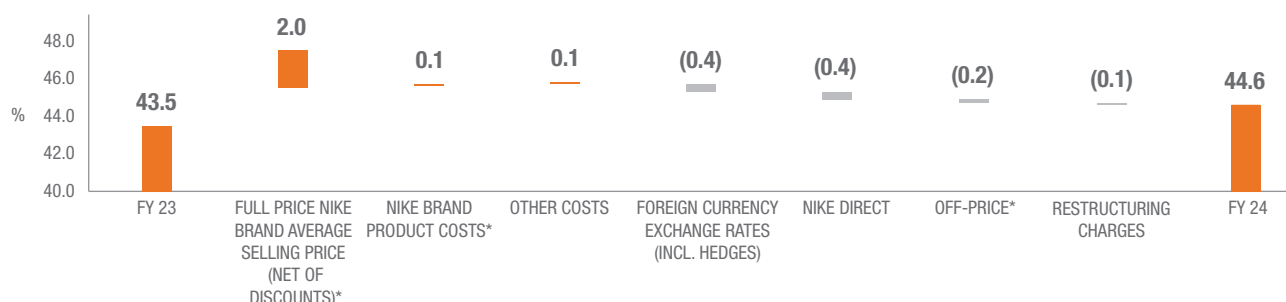 48.0
46.0
44.0
42.0
40.0
%
43.5
2.0
0.1
0.1
(0.4)
(0.4)
(0.2)
(0.1)
44.6
FY 23
FULL PRICE NIKE
BRAND AVERAGE
SELLING PRICE
(NET OF
DISCOUNTS)*
NIKE BRAND
PRODUCT COSTS*
OTHER COSTS
FOREIGN CURRENCY
EXCHANGE RATES
(INCL. HEDGES)
NIKE DIRECT
OFF-PRICE*
RESTRUCTURING
CHARGES
FY 24